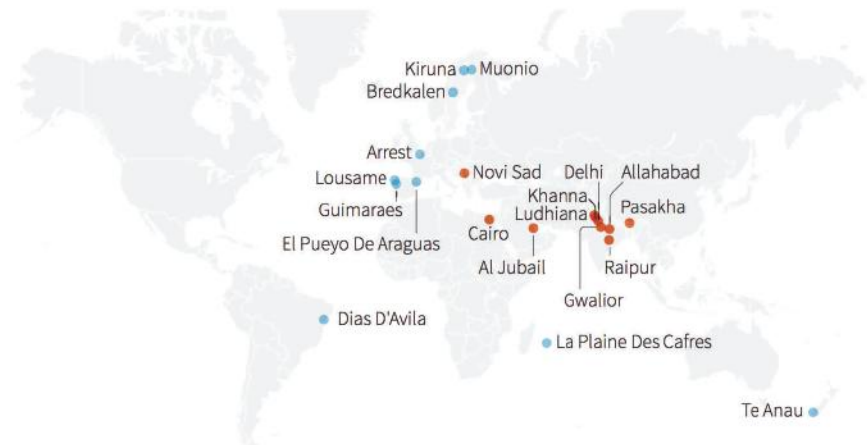 Kiruna
Muonio
Bredkalen
Arrest
Lousame
Novi Sad
Delhi
Allahabad
Khanna
Ludhiana
Pasakha
Guimaraes
El Pueyo De Araguas
Cairo
Al Jubail
Raipur
Gwalior
Dias D'Avila
La Plaine Des Cafres
Te Anau